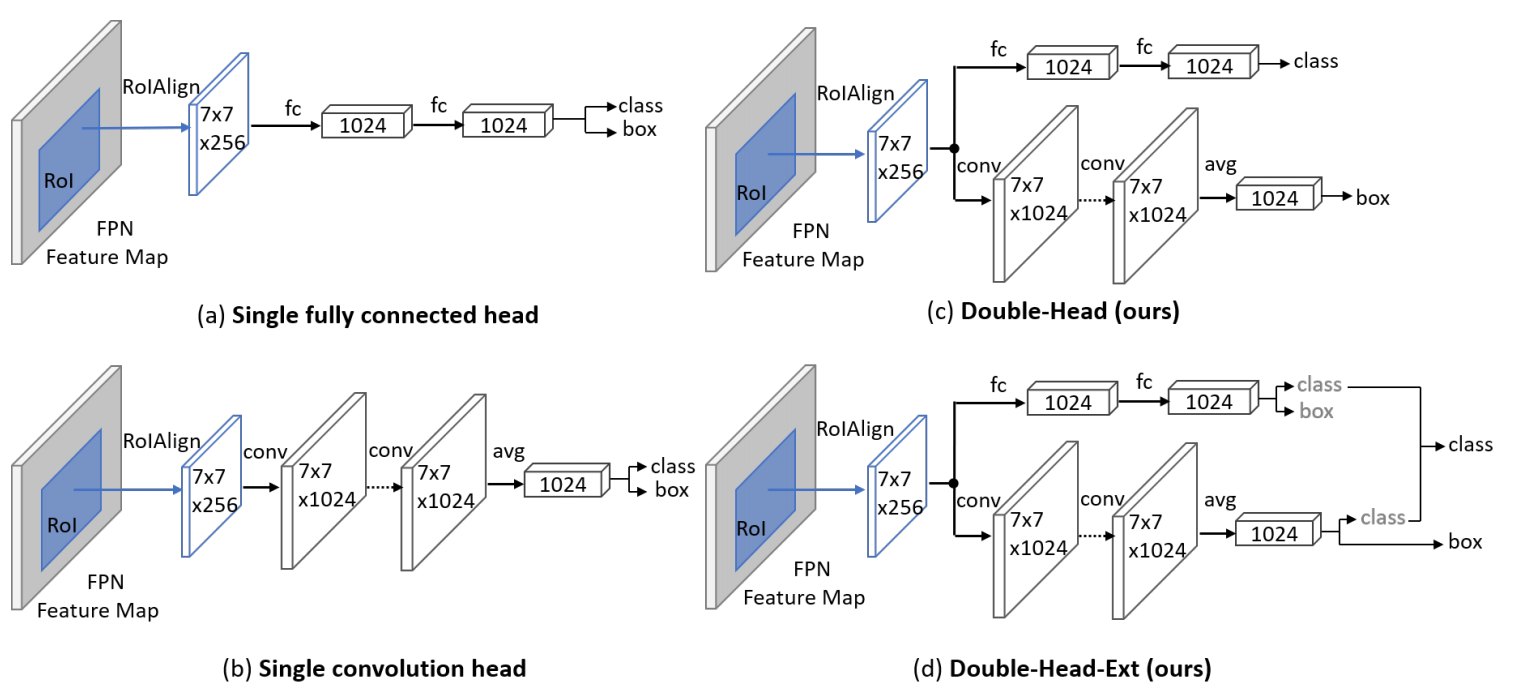 RoIAlign
7x7
x256
RoI
FPN
Feature Map
fc
1024
fc
1024
class
box
(a) Single fully connected head
RoIAlign
7x7
x256
RoI
FPN
Feature Map
conv
7x7
x1024
conv
7x7
x1024
avg
1024
class
box
(b) Single convolution head
RoIAlign
7x7
x256
RoI
FPN
Feature Map
fc
1024
fc
1024
class
conv
7x7
x1024
conv
7x7
x1024
avg
1024
box
(c) Double-Head (ours)
RoIAlign
7x7
x256
RoI
FPN
Feature Map
fc
1024
fc
1024
class
box
conv
7x7
x1024
conv
7x7
x1024
avg
1024
class
class
box
(d) Double-Head-Ext (ours)